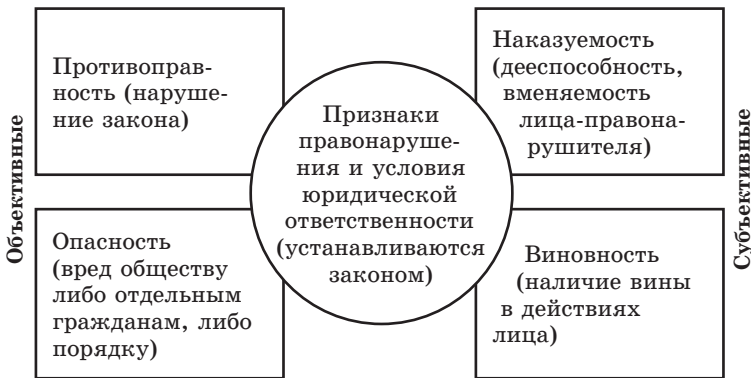 Объективные
Противоправ-
ность (наруше-
ние закона)
Опасность
(вред обществу
либо отдельным
гражданам, либо
порядку)
Признаки
правонаруше-
ния и условия
юридической
ответственности
(устанавливаются
законом)
Наказуемость
(дееспособность,
вменяемость
лица-правона-
рушителя)
Виновность
(наличие вины
в действиях
лица)
Субъективные